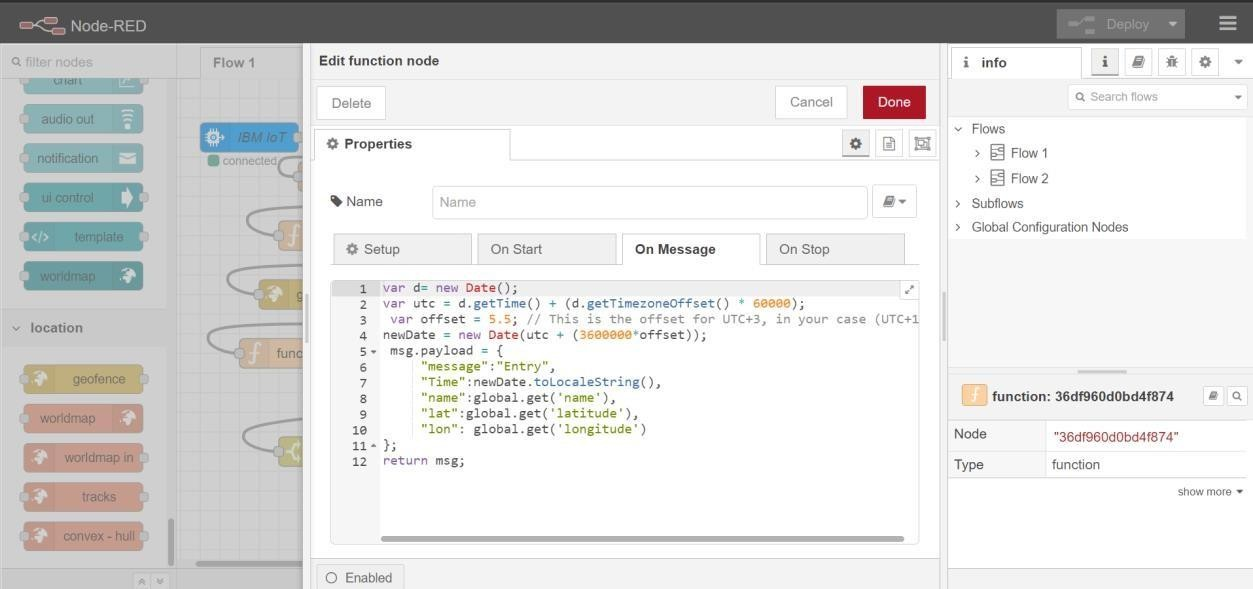 Node-RED
Deploy
filter nodes
chart
audio out
notification
ui control
</> template
worldmap
location
geofence
worldmap
worldmap in
tracks
convex - hull
Flow 1
IBM IoT
connected
f
g
f func
Edit function node
Delete
Cancel
Done
Properties
Name
Name
Setup
On Start
On Message
On Stop
1 var d= new Date();
2 var utc = d.getTime() + (d.getTimezoneOffset() * 60000);
3 var offset = 5.5; // This is the offset for UTC+3, in your case (UTC+1
4 newDate = new Date(utc + (3600000*offset));
5 msg.payload = {
6 "message":"Entry",
7 "Time":newDate.toLocaleString(),
8 "name":global.get('name'),
9 "lat":global.get('latitude'),
10 "lon": global.get('longitude')
11 };
12 return msg;
Enabled
i info
i
Search flows
Flows
Flow 1
Flow 2
Subflows
Global Configuration Nodes
f function: 36df960d0bd4f874
Node "36df960d0bd4f874"
Type function
show more